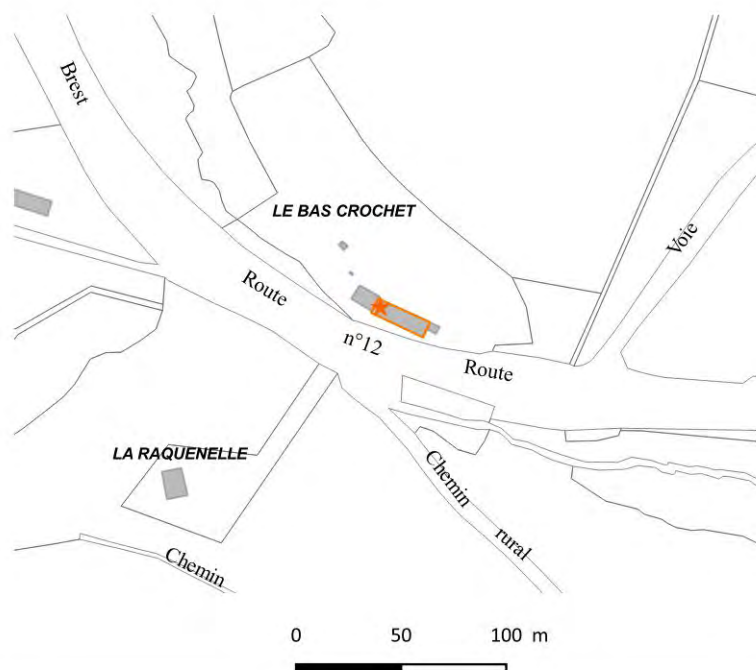 Brest
LE BAS CROCHET
Voie
Route
n°12
Route
LA RAQUENELLE
Chemin
rural
Chemin
0 50 100 m